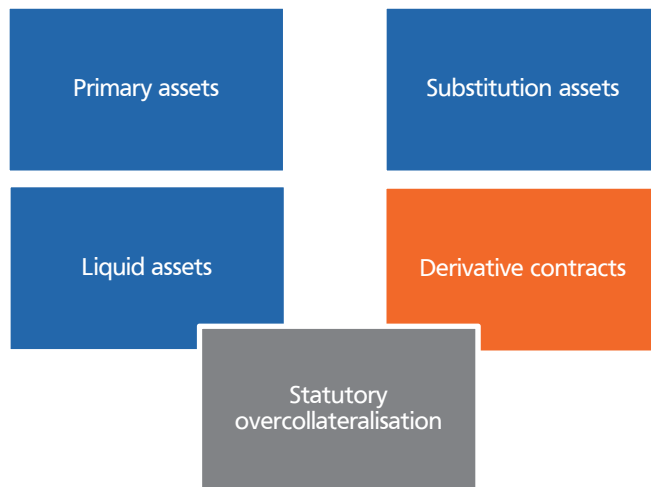 Primary assets
Substitution assets
Liquid assets
Derivative contracts
Statutory
overcollateralisation